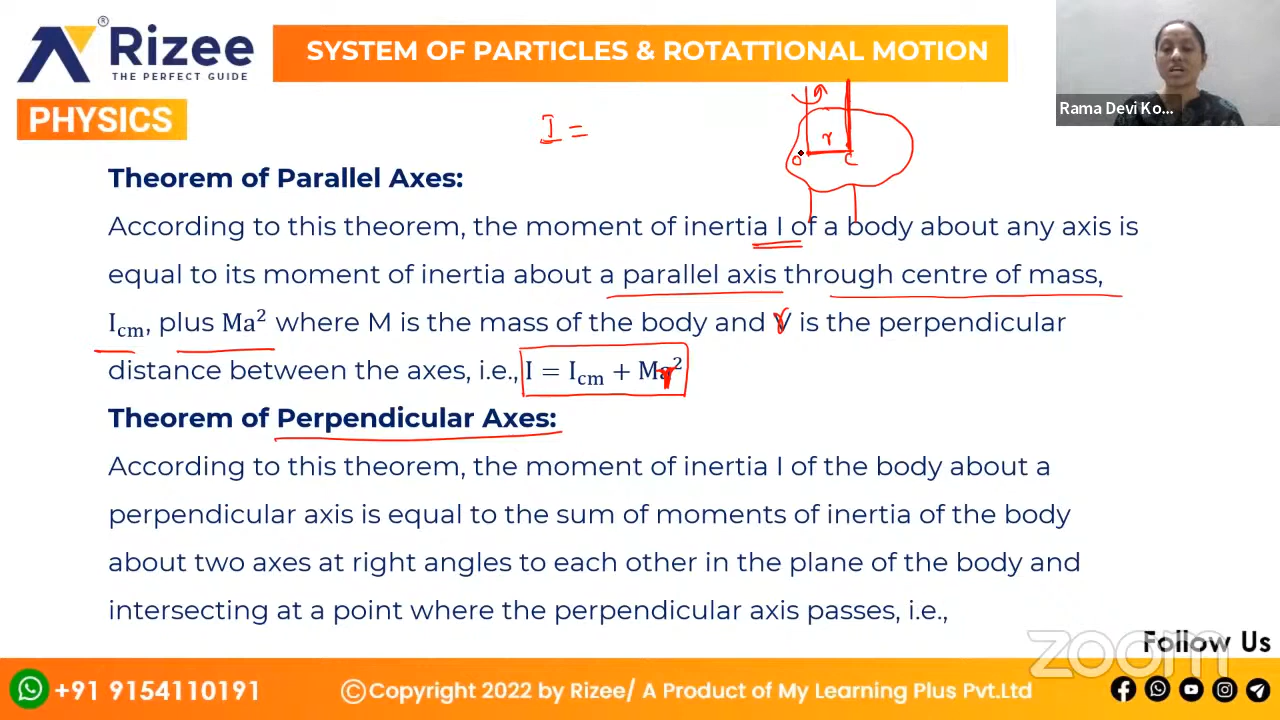 Rizee®
THE PERFECT GUIDE
SYSTEM OF PARTICLES & ROTATTIONAL MOTION
Rama Devi Ko...
PHYSICS
I =
r
O C
Theorem of Parallel Axes:
According to this theorem, the moment of inertia I of a body about any axis is
equal to its moment of inertia about a parallel axis through centre of mass,
I_cm, plus Ma² where M is the mass of the body and r is the perpendicular
distance between the axes, i.e., I = I_cm + Mr²
Theorem of Perpendicular Axes:
According to this theorem, the moment of inertia I of the body about a
perpendicular axis is equal to the sum of moments of inertia of the body
about two axes at right angles to each other in the plane of the body and
intersecting at a point where the perpendicular axis passes, i.e.,
Follow Us
zoom
+91 9154110191
©Copyright 2022 by Rizee/ A Product of My Learning Plus Pvt.Ltd